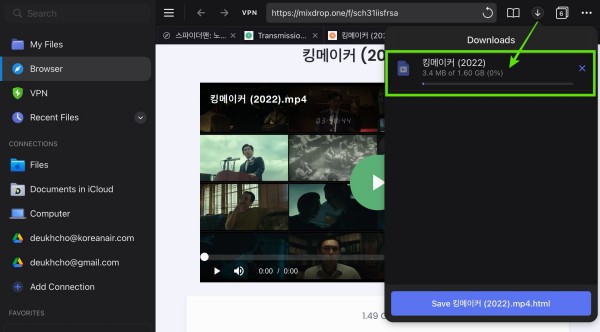 Search
VPN
https://mixdrop.one/f/sch31iisfrsa
6
My Files
Browser
VPN
Recent Files
CONNECTIONS
Files
Documents in iCloud
Computer
deukhcho@koreanair.com
deukhcho@gmail.com
Add Connection
FAVORITES
스파이더맨: 노...
Transmissio...
킹메이커 (202
킹메이커 (20
킹메이커 (2022).mp4
0:00 / 0:00
1.49 G
Downloads
킹메이커 (2022)
3.4 MB of 1.60 GB (0%)
Save 킹메이커 (2022).mp4.html